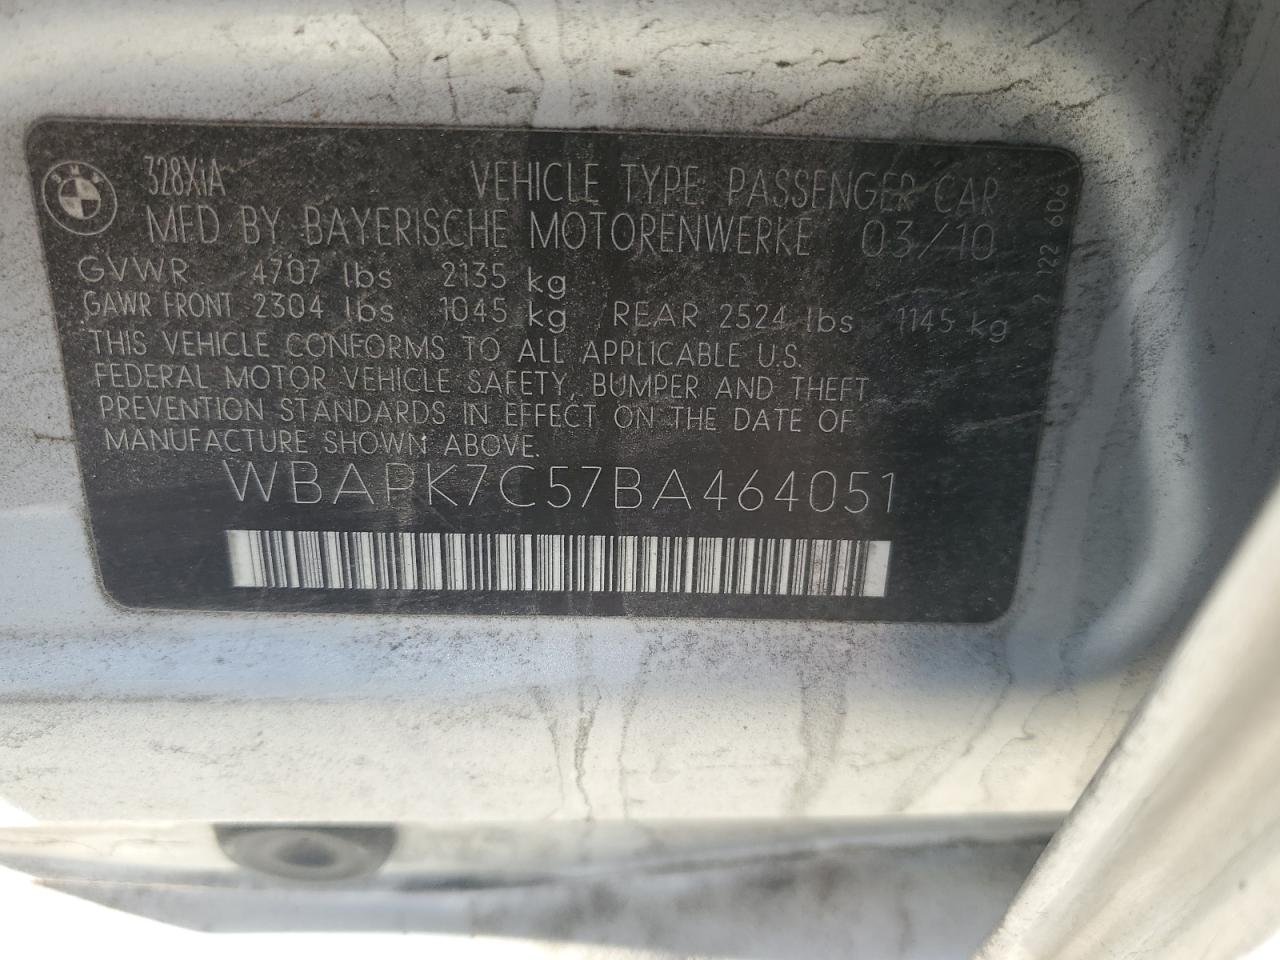 BMW
328XiA VEHICLE TYPE PASSENGER CAR
MFD BY BAYERISCHE MOTORENWERKE 03/10
GVWR 4707 lbs 2135 kg
GAWR FRONT 2304 lbs 1045 kg / REAR 2524 lbs 1145 kg
THIS VEHICLE CONFORMS TO ALL APPLICABLE U.S.
FEDERAL MOTOR VEHICLE SAFETY, BUMPER AND THEFT
PREVENTION STANDARDS IN EFFECT ON THE DATE OF
MANUFACTURE SHOWN ABOVE.
WBAPK7C57BA464051
2 122 606